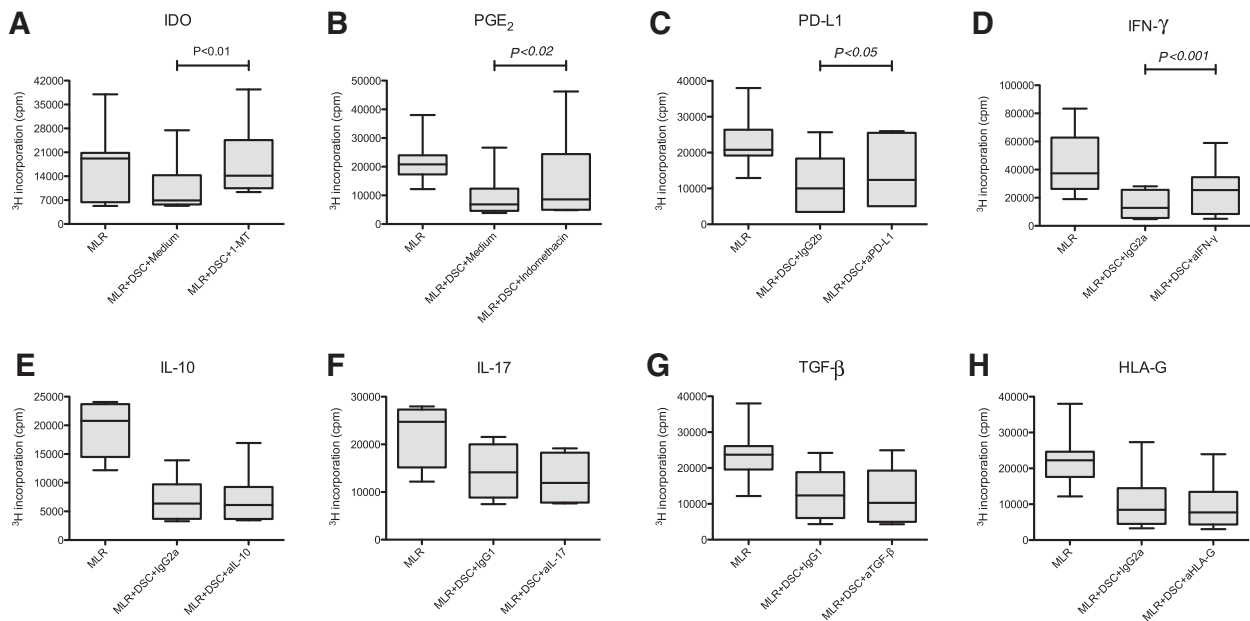 A
IDO
P<0.01
³H incorporation (cpm)
42000
35000
28000
21000
14000
7000
0
MLR
MLR+DSC+Medium
MLR+DSC+1-MT
B
PGE₂
P<0.02
³H incorporation (cpm)
50000
40000
30000
20000
10000
0
MLR
MLR+DSC+Medium
MLR+DSC+Indomethacin
C
PD-L1
P<0.05
³H incorporation (cpm)
40000
30000
20000
10000
0
MLR
MLR+DSC+IgG2b
MLR+DSC+aPD-L1
D
IFN-γ
P<0.001
³H incorporation (cpm)
100000
80000
60000
40000
20000
0
MLR
MLR+DSC+IgG2a
MLR+DSC+aIFN-γ
E
IL-10
³H incorporation (cpm)
25000
20000
15000
10000
5000
0
MLR
MLR+DSC+IgG2a
MLR+DSC+aIL-10
F
IL-17
³H incorporation (cpm)
30000
20000
10000
0
MLR
MLR+DSC+IgG1
MLR+DSC+aIL-17
G
TGF-β
³H incorporation (cpm)
40000
30000
20000
10000
0
MLR
MLR+DSC+IgG1
MLR+DSC+aTGF-β
H
HLA-G
³H incorporation (cpm)
40000
30000
20000
10000
0
MLR
MLR+DSC+IgG2a
MLR+DSC+aHLA-G